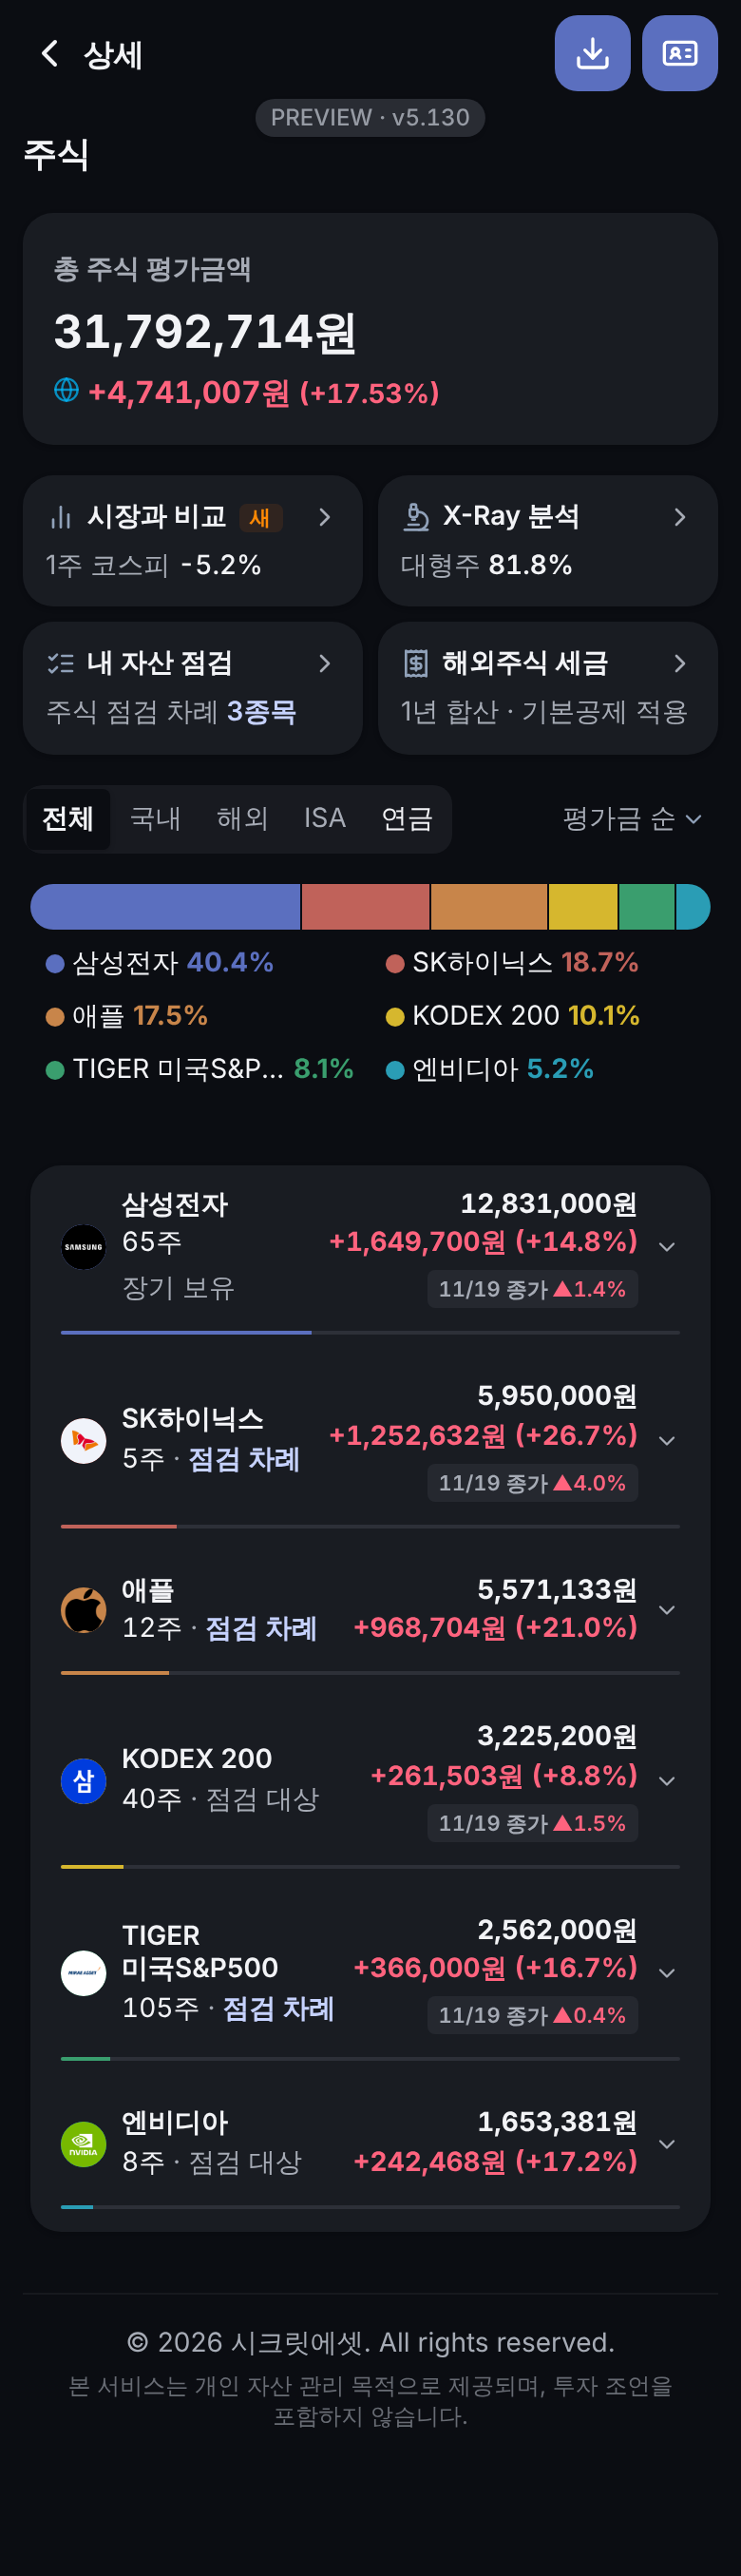 상세
PREVIEW · v5.130
주식
총 주식 평가금액
31,792,714원
+4,741,007원 (+17.53%)
시장과 비교 새
1주 코스피 -5.2%
X-Ray 분석
대형주 81.8%
내 자산 점검
주식 점검 차례 3종목
해외주식 세금
1년 합산 · 기본공제 적용
전체 국내 해외 ISA 연금 평가금 순
삼성전자 40.4% SK하이닉스 18.7%
애플 17.5% KODEX 200 10.1%
TIGER 미국S&P... 8.1% 엔비디아 5.2%
SAMSUNG
삼성전자
65주
장기 보유
12,831,000원
+1,649,700원 (+14.8%)
11/19 종가 ▲1.4%
SK하이닉스
5주 · 점검 차례
5,950,000원
+1,252,632원 (+26.7%)
11/19 종가 ▲4.0%
애플
12주 · 점검 차례
5,571,133원
+968,704원 (+21.0%)
삼
KODEX 200
40주 · 점검 대상
3,225,200원
+261,503원 (+8.8%)
11/19 종가 ▲1.5%
MIRAE ASSET
TIGER
미국S&P500
105주 · 점검 차례
2,562,000원
+366,000원 (+16.7%)
11/19 종가 ▲0.4%
NVIDIA
엔비디아
8주 · 점검 대상
1,653,381원
+242,468원 (+17.2%)
© 2026 시크릿에셋. All rights reserved.
본 서비스는 개인 자산 관리 목적으로 제공되며, 투자 조언을
포함하지 않습니다.